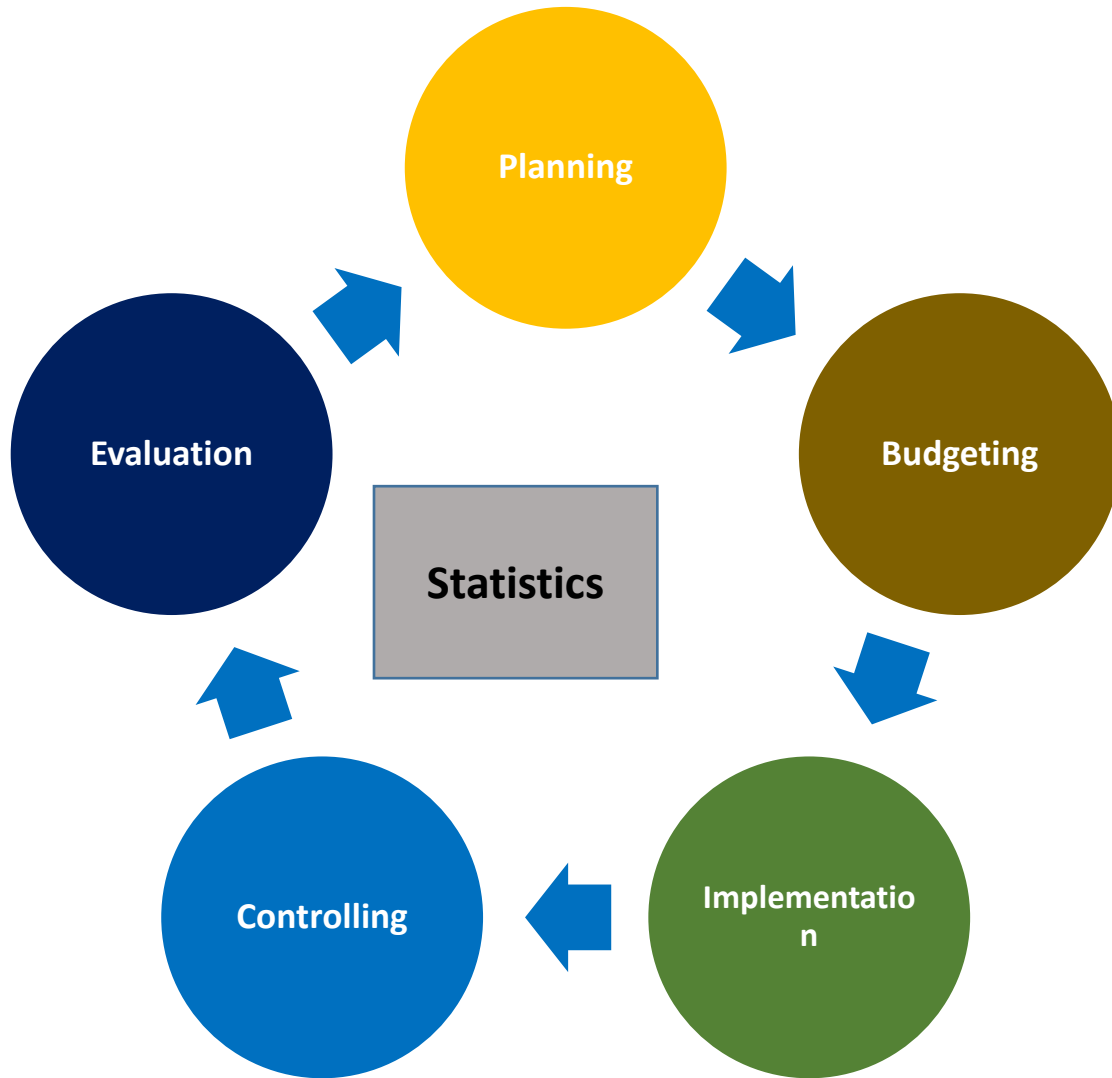 Planning
Budgeting
Evaluation
Statistics
Implementatio
n
Controlling